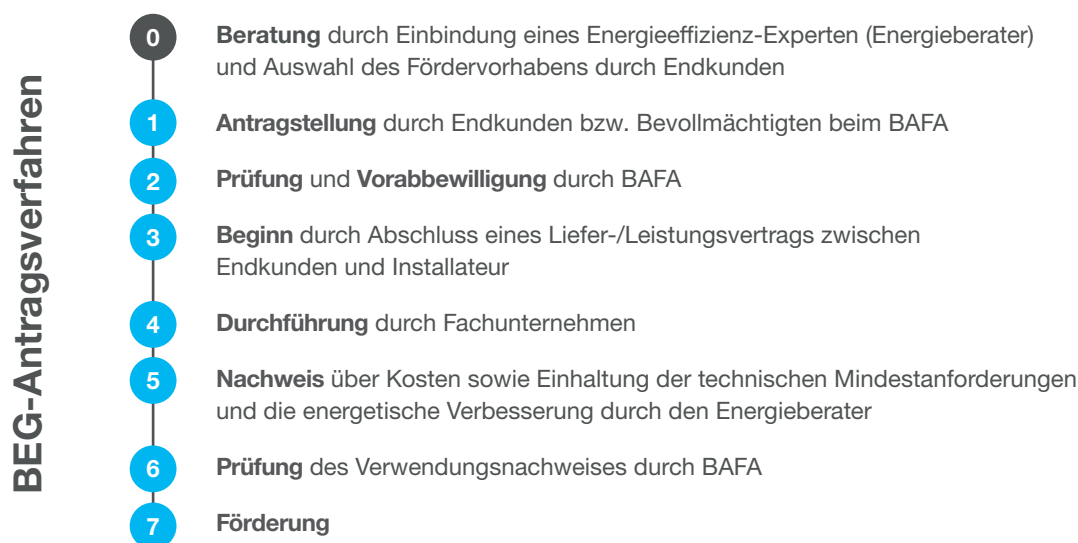 BEG-Antragsverfahren
0
Beratung durch Einbindung eines Energieeffizienz-Experten (Energieberater)
und Auswahl des Fördervorhabens durch Endkunden
1
Antragstellung durch Endkunden bzw. Bevollmächtigten beim BAFA
2
Prüfung und Vorabbewilligung durch BAFA
3
Beginn durch Abschluss eines Liefer-/Leistungsvertrags zwischen
Endkunden und Installateur
4
Durchführung durch Fachunternehmen
5
Nachweis über Kosten sowie Einhaltung der technischen Mindestanforderungen
und die energetische Verbesserung durch den Energieberater
6
Prüfung des Verwendungsnachweises durch BAFA
7
Förderung